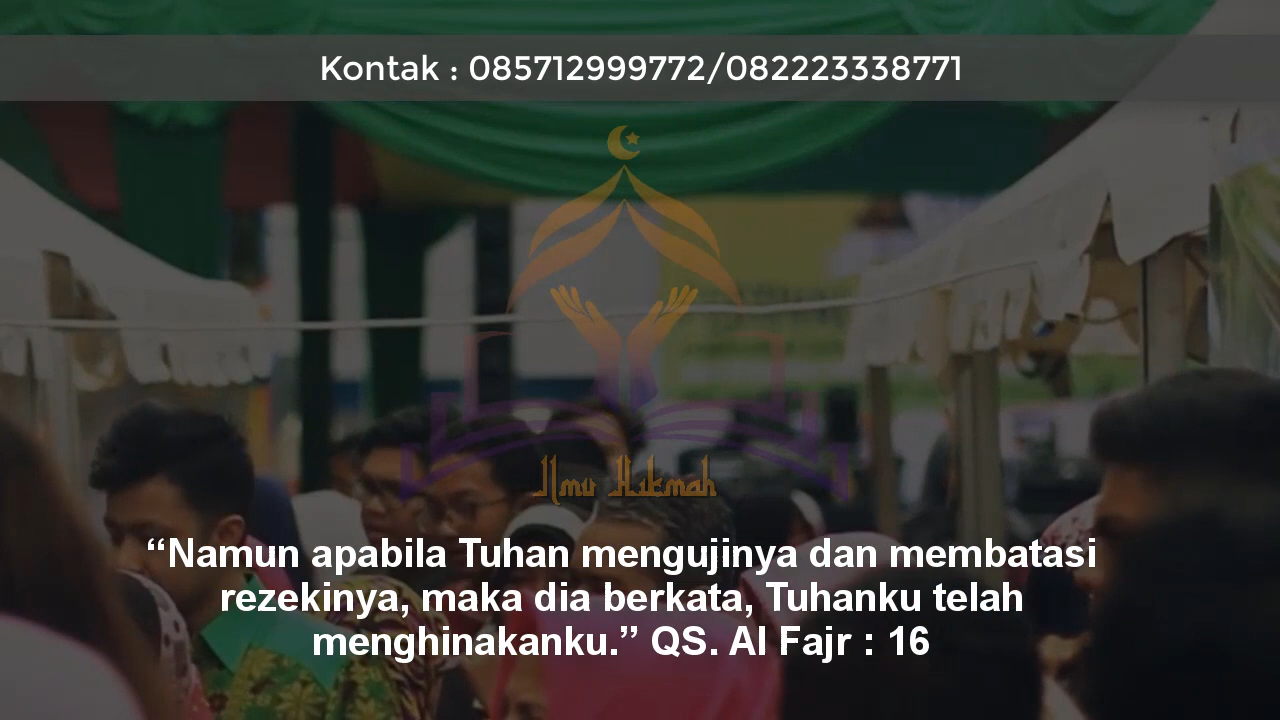 Kontak : 085712999772/082223338771
Ilmu Hikmah
“Namun apabila Tuhan mengujinya dan membatasi
rezekinya, maka dia berkata, Tuhanku telah
menghinakanku.” QS. Al Fajr : 16